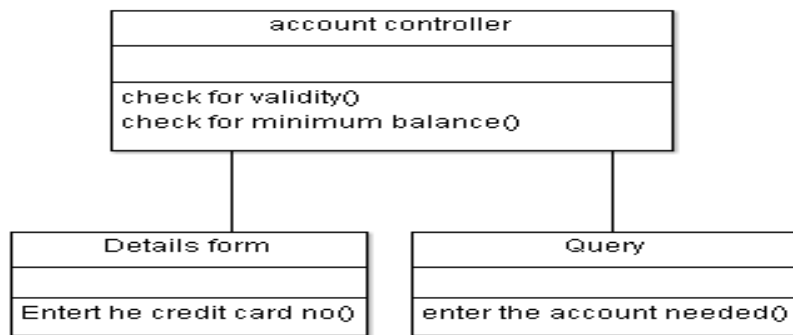 account controller
check for validity()
check for minimum balance()
Details form
Entert he credit card no()
Query
enter the account needed()